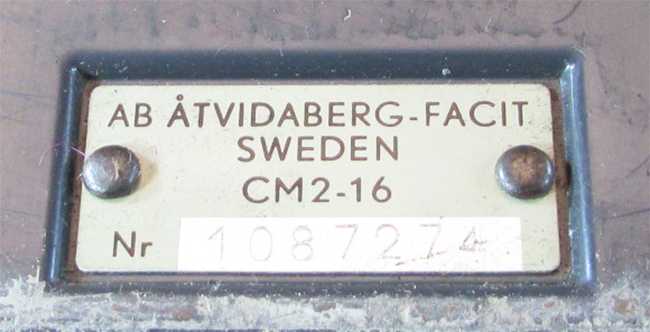 AB ÅTVIDABERG-FACIT
SWEDEN
CM2-16
Nr 1087274